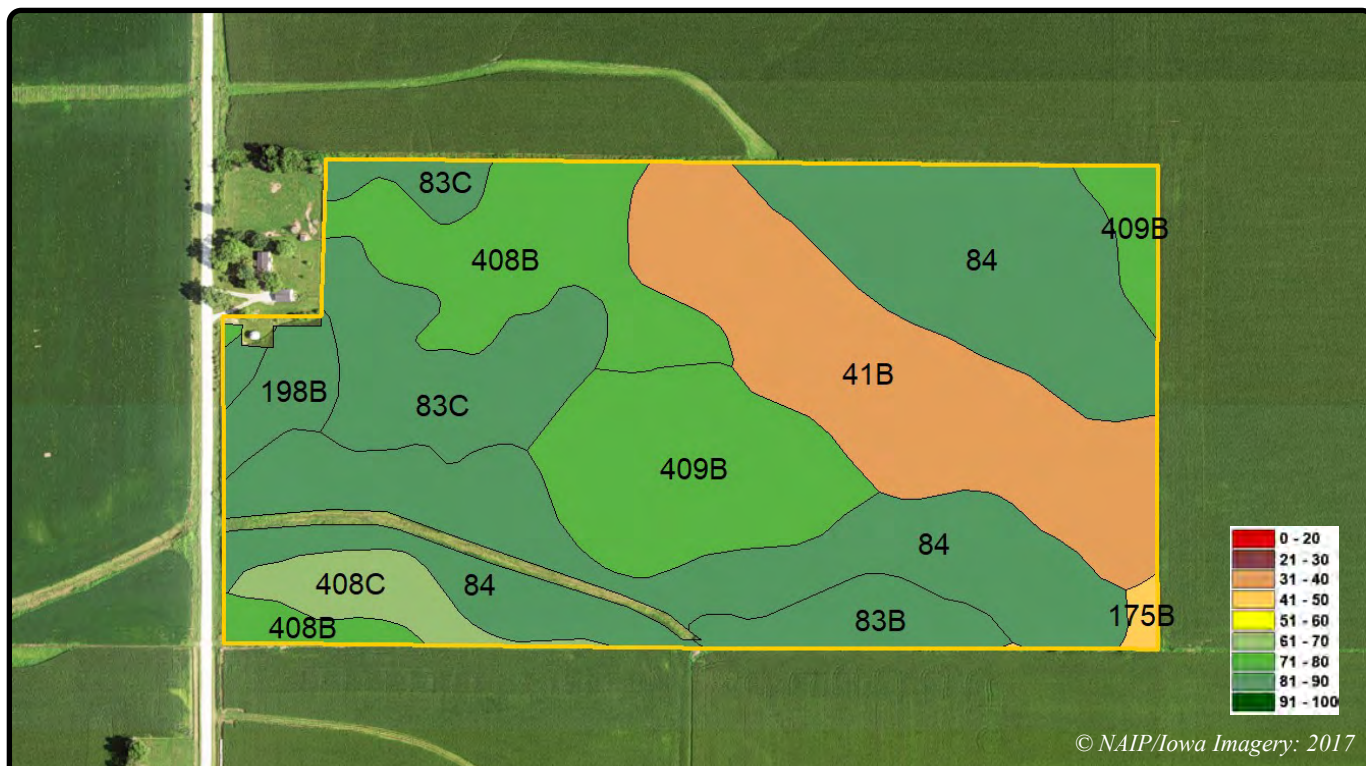 83C
409B
408B
84
41B
198B
83C
409B
84
408C
84
175B
408B
83B
0 - 20
21 - 30
31 - 40
41 - 50
51 - 60
61 - 70
71 - 80
81 - 90
91 - 100
© NAIP/Iowa Imagery: 2017